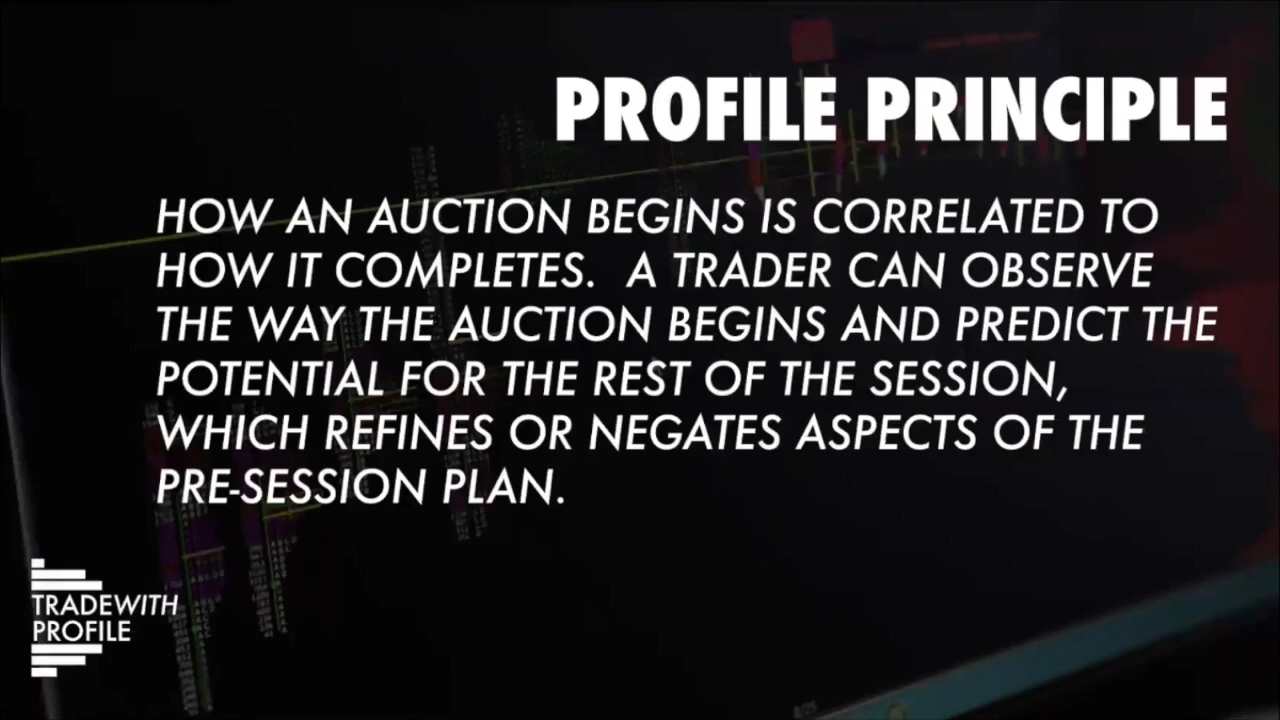 PROFILE PRINCIPLE
HOW AN AUCTION BEGINS IS CORRELATED TO
HOW IT COMPLETES.  A TRADER CAN OBSERVE
THE WAY THE AUCTION BEGINS AND PREDICT THE
POTENTIAL FOR THE REST OF THE SESSION,
WHICH REFINES OR NEGATES ASPECTS OF THE
PRE-SESSION PLAN.
TRADEWITH
PROFILE